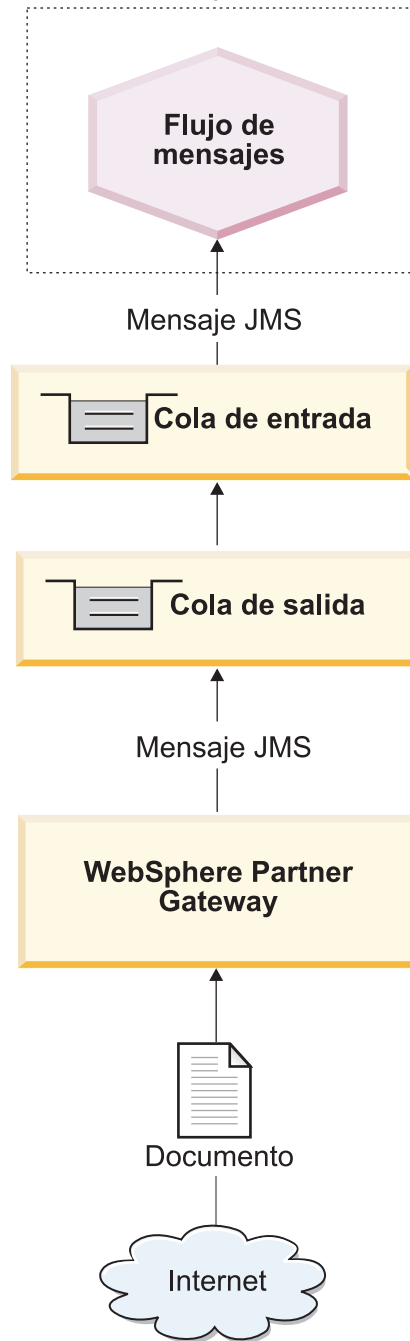 Flujo de
mensajes
Mensaje JMS
Cola de entrada
Cola de salida
Mensaje JMS
WebSphere Partner
Gateway
Documento
Internet